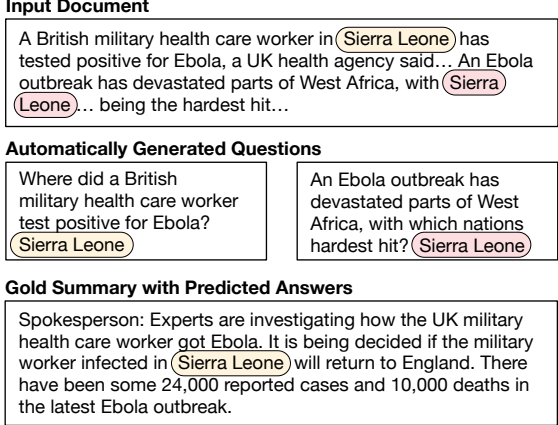 Input Document
A British military health care worker in Sierra Leone has
tested positive for Ebola, a UK health agency said… An Ebola
outbreak has devastated parts of West Africa, with Sierra
Leone… being the hardest hit…
Automatically Generated Questions
Where did a British
military health care worker
test positive for Ebola?
Sierra Leone
An Ebola outbreak has
devastated parts of West
Africa, with which nations
hardest hit? Sierra Leone
Gold Summary with Predicted Answers
Spokesperson: Experts are investigating how the UK military
health care worker got Ebola. It is being decided if the military
worker infected in Sierra Leone will return to England. There
have been some 24,000 reported cases and 10,000 deaths in
the latest Ebola outbreak.